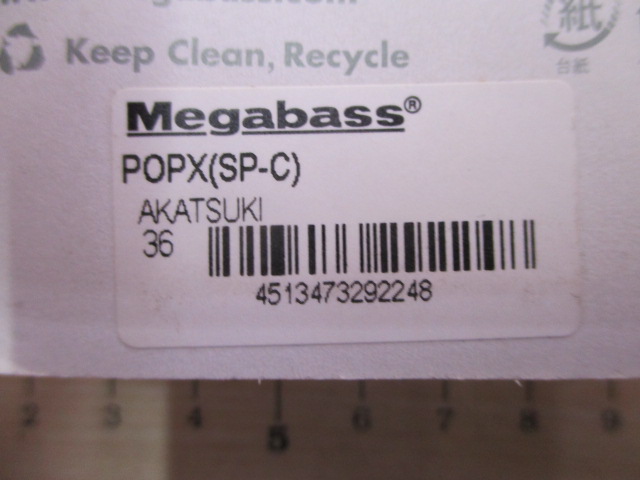 Keep Clean, Recycle
紙
台紙
Megabass®
POPX(SP-C)
AKATSUKI
36
4513473292248
2 3 4 5 6 7 8 9